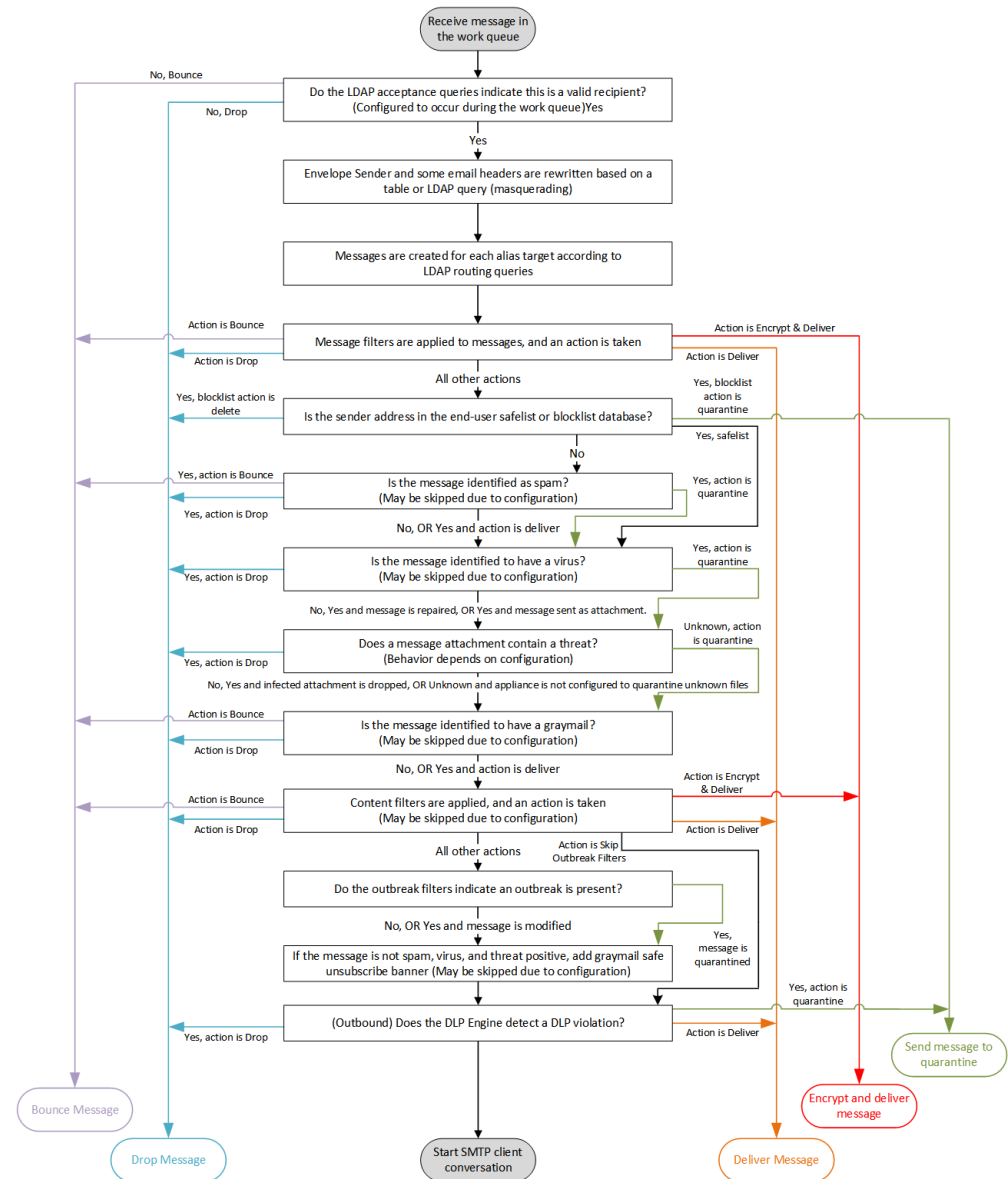 Receive message in
the work queue
No, Bounce
Do the LDAP acceptance queries indicate this is a valid recipient?
(Configured to occur during the work queue)Yes
No, Drop
Yes
Envelope Sender and some email headers are rewritten based on a
table or LDAP query (masquerading)
Messages are created for each alias target according to
LDAP routing queries
Action is Bounce
Action is Encrypt & Deliver
Message filters are applied to messages, and an action is taken
Action is Drop
Action is Deliver
All other actions
Yes, blocklist action is
delete
Yes, blocklist
action is
quarantine
Is the sender address in the end-user safelist or blocklist database?
Yes, safelist
No
Yes, action is Bounce
Is the message identified as spam?
(May be skipped due to configuration)
Yes, action is
quarantine
Yes, action is Drop
No, OR Yes and action is deliver
Is the message identified to have a virus?
(May be skipped due to configuration)
Yes, action is
quarantine
Yes, action is Drop
No, Yes and message is repaired, OR Yes and message sent as attachment.
Does a message attachment contain a threat?
(Behavior depends on configuration)
Unknown, action
is quarantine
Yes, action is Drop
No, Yes and infected attachment is dropped, OR Unknown and appliance is not configured to quarantine unknown files
Action is Bounce
Is the message identified to have a graymail?
(May be skipped due to configuration)
Action is Drop
No, OR Yes and action is deliver
Action is Encrypt
& Deliver
Action is Bounce
Content filters are applied, and an action is taken
(May be skipped due to configuration)
Action is Drop
Action is Deliver
All other actions
Action is Skip
Outbreak Filters
Do the outbreak filters indicate an outbreak is present?
No, OR Yes and message is modified
Yes,
message is
quarantined
If the message is not spam, virus, and threat positive, add graymail safe
unsubscribe banner (May be skipped due to configuration)
Yes, action is
quarantine
(Outbound) Does the DLP Engine detect a DLP violation?
Yes, action is Drop
Action is Deliver
Send message to
quarantine
Bounce Message
Encrypt and deliver
message
Drop Message
Start SMTP client
conversation
Deliver Message